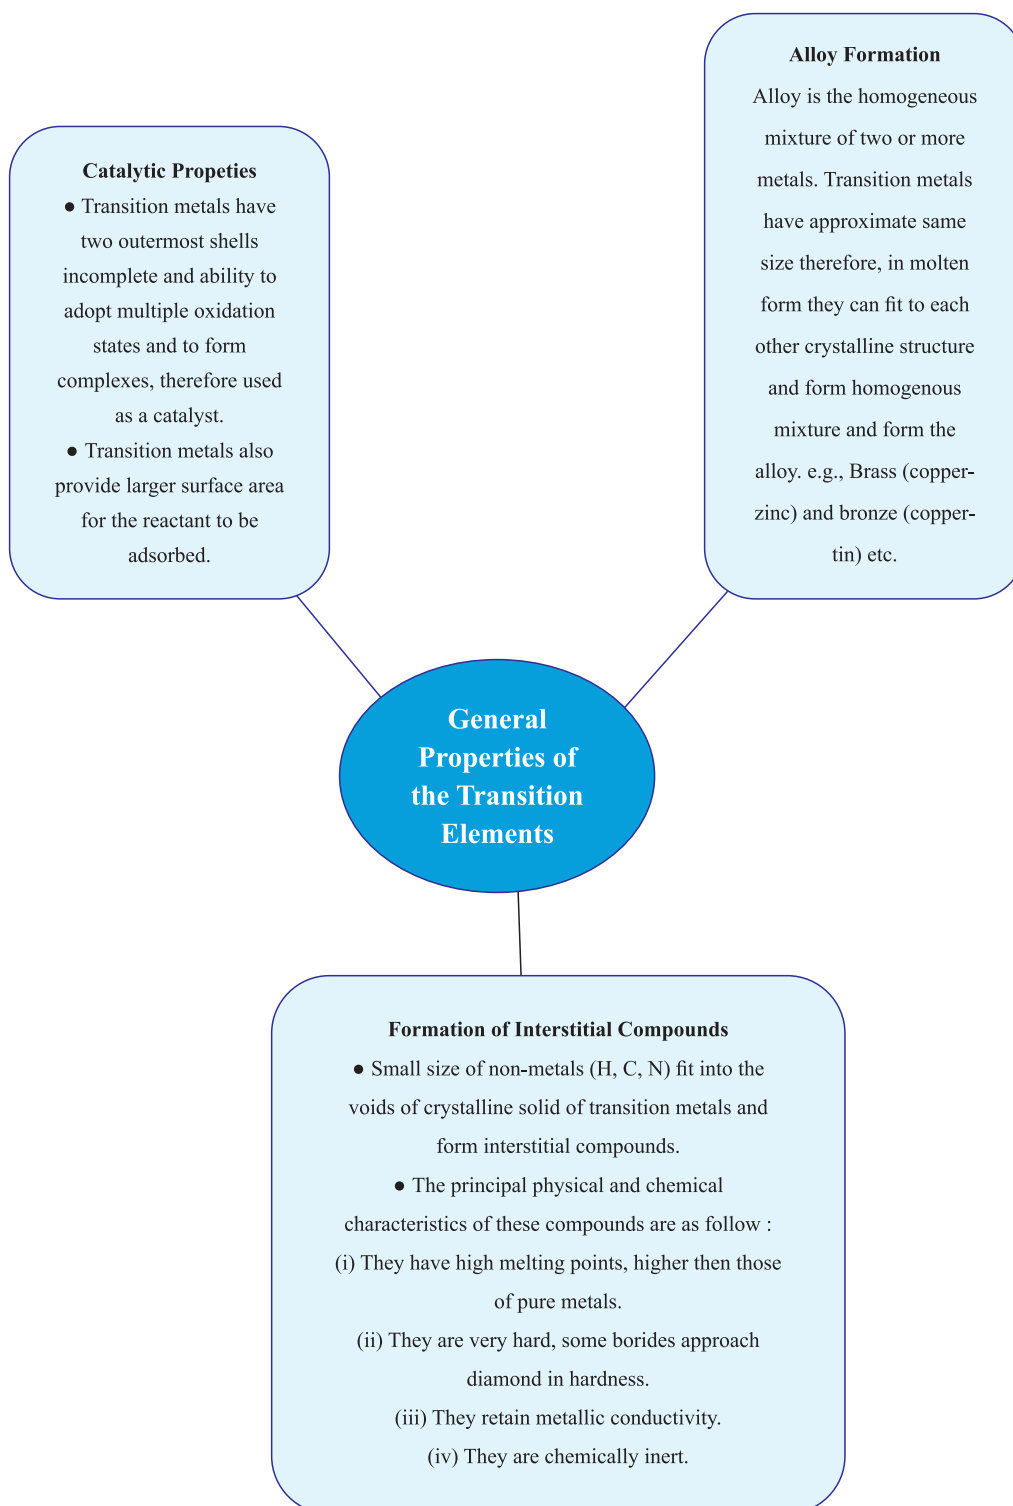 Catalytic Propeties
● Transition metals have
two outermost shells
incomplete and ability to
adopt multiple oxidation
states and to form
complexes, therefore used
as a catalyst.
● Transition metals also
provide larger surface area
for the reactant to be
adsorbed.
Alloy Formation
Alloy is the homogeneous
mixture of two or more
metals. Transition metals
have approximate same
size therefore, in molten
form they can fit to each
other crystalline structure
and form homogenous
mixture and form the
alloy. e.g., Brass (copper-
zinc) and bronze (copper-
tin) etc.
General
Properties of
the Transition
Elements
Formation of Interstitial Compounds
● Small size of non-metals (H, C, N) fit into the
voids of crystalline solid of transition metals and
form interstitial compounds.
● The principal physical and chemical
characteristics of these compounds are as follow :
(i) They have high melting points, higher then those
of pure metals.
(ii) They are very hard, some borides approach
diamond in hardness.
(iii) They retain metallic conductivity.
(iv) They are chemically inert.